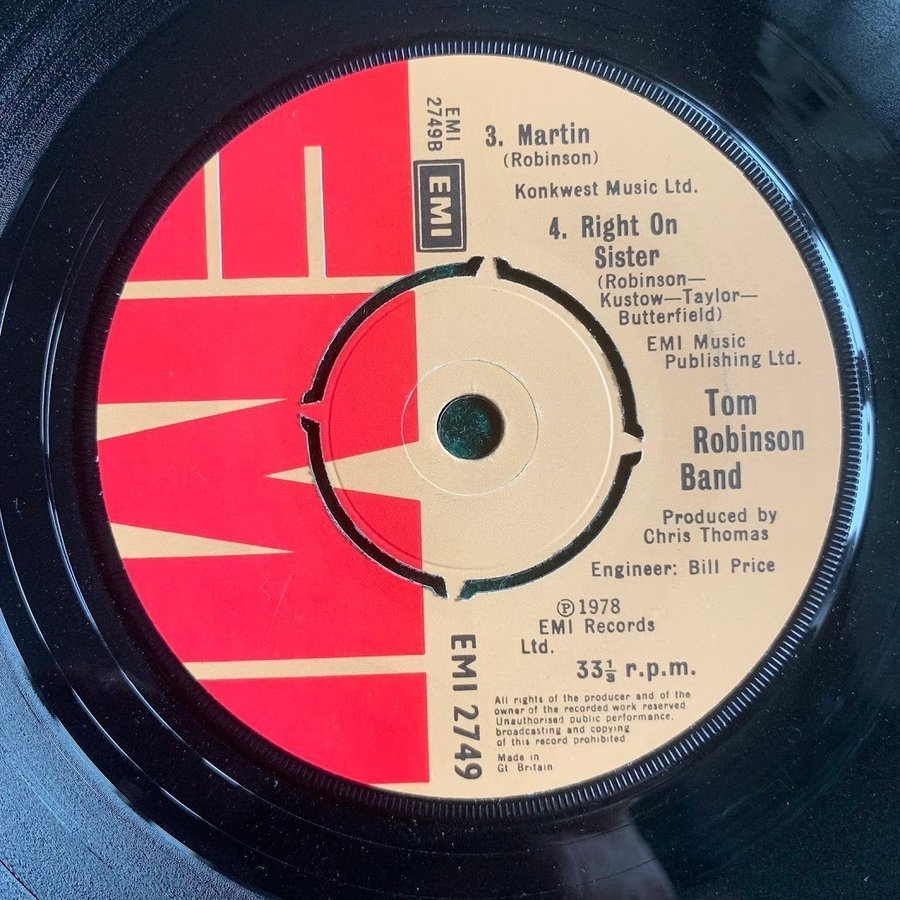 EMI
2749B
EMI
3. Martin
(Robinson)
Konkwest Music Ltd.
4. Right On
Sister
(Robinson—
Kustow—Taylor—
Butterfield)
EMI Music
Publishing Ltd.
Tom
Robinson
Band
Produced by
Chris Thomas
Engineer: Bill Price
℗ 1978
EMI Records
Ltd.
33⅓ r.p.m.
All rights of the producer and of the
owner of the recorded work reserved.
Unauthorised public performance,
broadcasting and copying
of this record prohibited.
Made in
Gt. Britain
EMI 2749
EMI